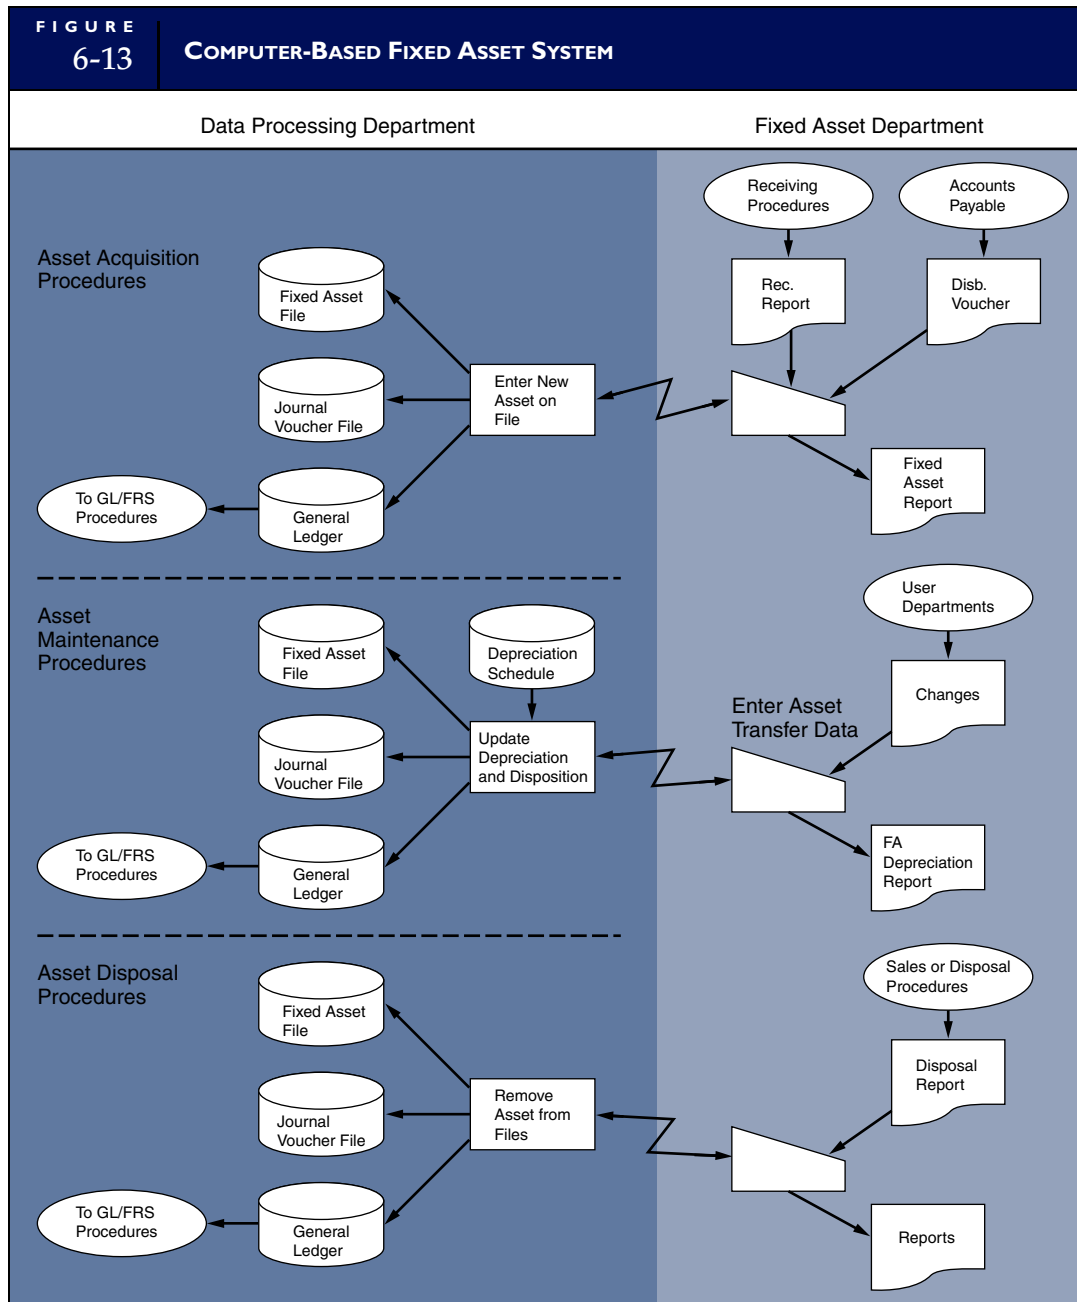 FIGURE
6-13
COMPUTER-BASED FIXED ASSET SYSTEM
Data Processing Department
Fixed Asset Department
Receiving
Procedures
Accounts
Payable
Asset Acquisition
Procedures
Fixed Asset
File
Rec.
Report
Disb.
Voucher
Journal
Voucher File
Enter New
Asset on
File
To GL/FRS
Procedures
General
Ledger
Fixed
Asset
Report
User
Departments
Asset
Maintenance
Procedures
Fixed Asset
File
Depreciation
Schedule
Changes
Enter Asset
Transfer Data
Journal
Voucher File
Update
Depreciation
and Disposition
To GL/FRS
Procedures
General
Ledger
FA
Depreciation
Report
Sales or Disposal
Procedures
Asset Disposal
Procedures
Fixed Asset
File
Disposal
Report
Journal
Voucher File
Remove
Asset from
Files
To GL/FRS
Procedures
General
Ledger
Reports